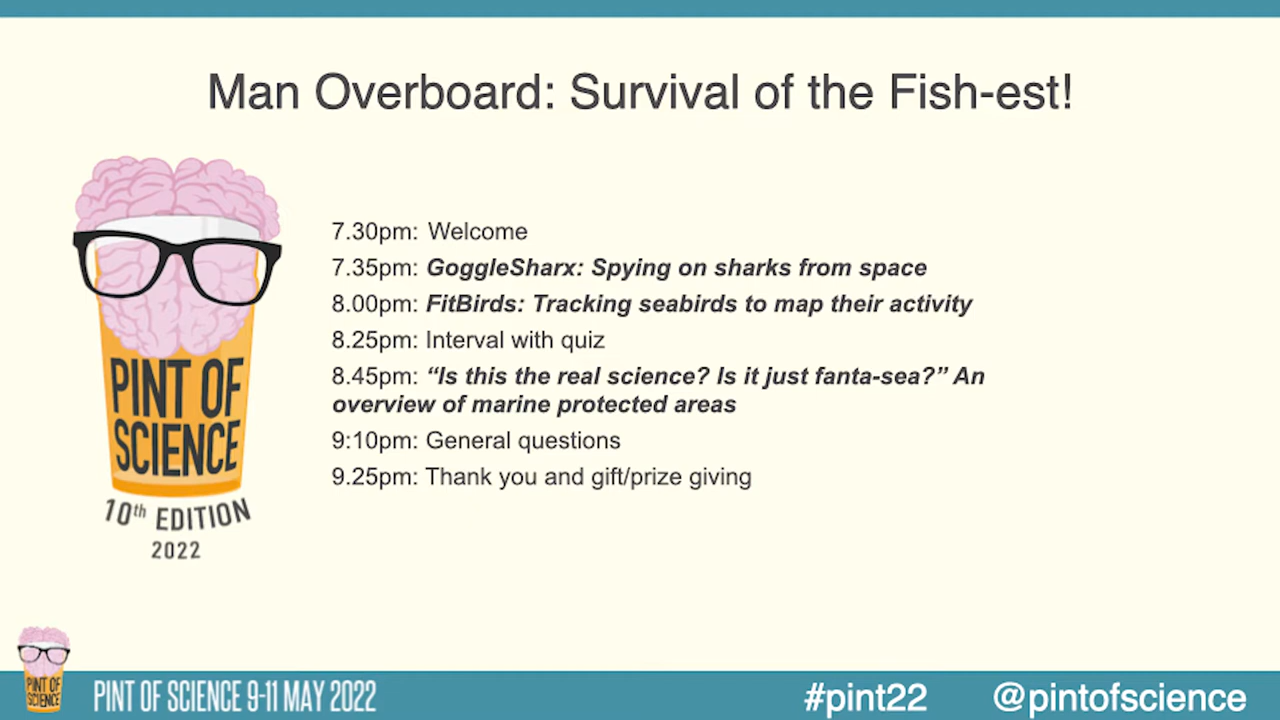 Man Overboard: Survival of the Fish-est!
PINT OF
SCIENCE
10th EDITION
2022
7.30pm: Welcome
7.35pm: GoggleSharx: Spying on sharks from space
8.00pm: FitBirds: Tracking seabirds to map their activity
8.25pm: Interval with quiz
8.45pm: “Is this the real science? Is it just fanta-sea?” An
overview of marine protected areas
9:10pm: General questions
9.25pm: Thank you and gift/prize giving
PINT OF
SCIENCE
PINT OF SCIENCE 9-11 MAY 2022
#pint22
@pintofscience